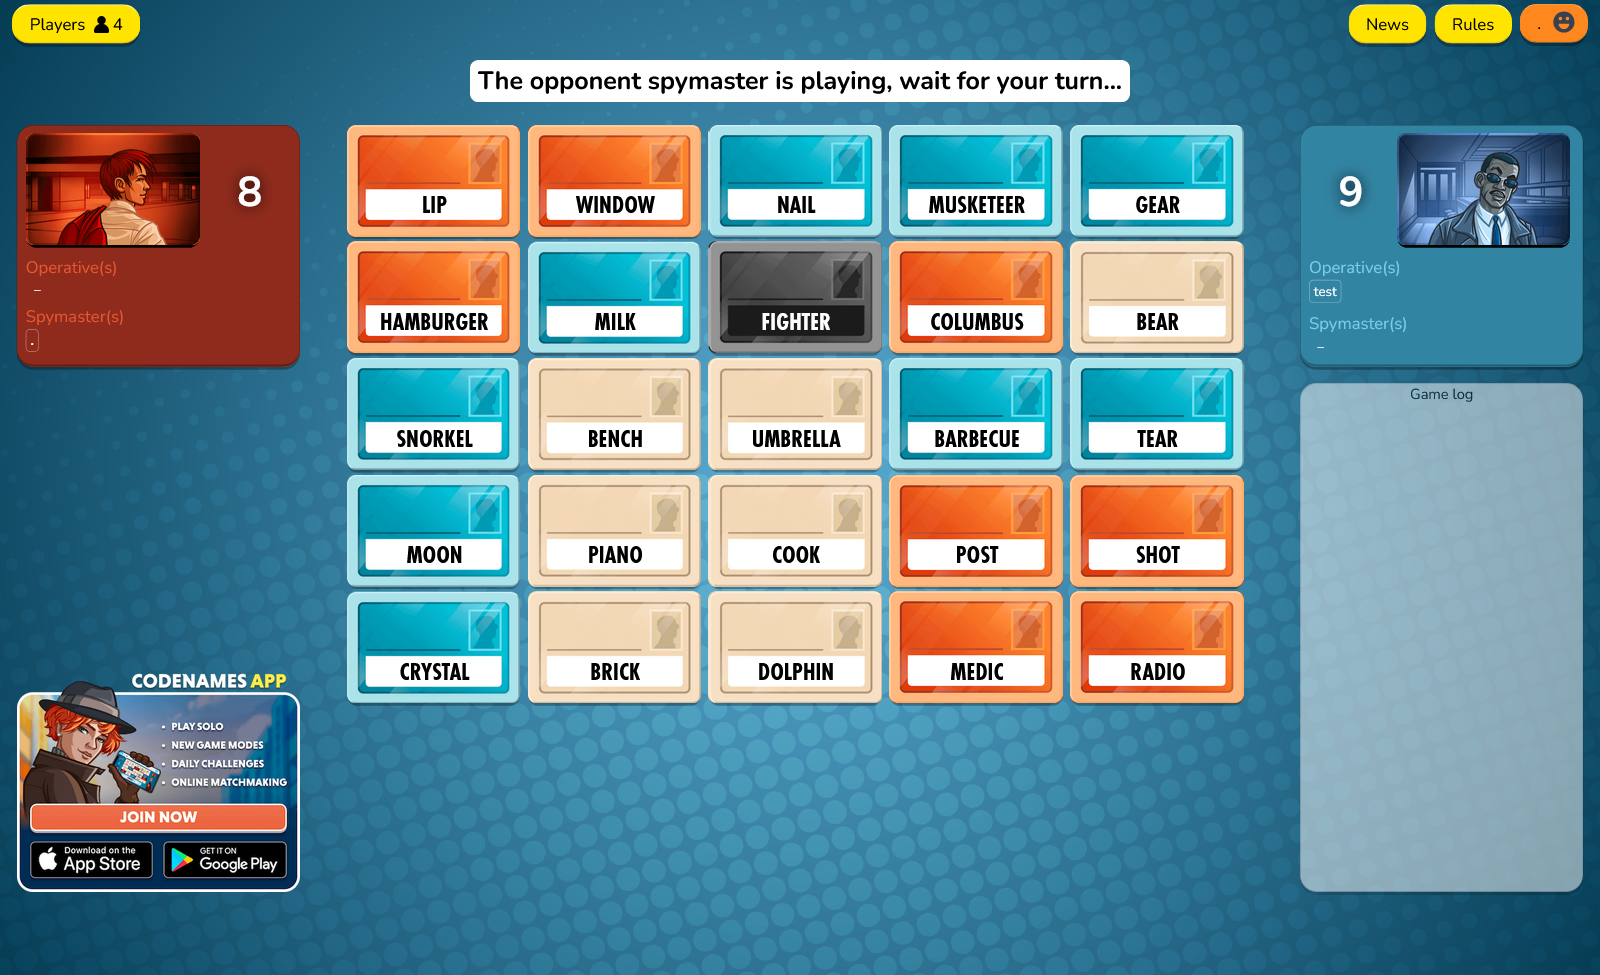 Players 4
News
Rules
.
The opponent spymaster is playing, wait for your turn...
8
Operative(s)
–
Spymaster(s)
.
LIP
WINDOW
NAIL
MUSKETEER
GEAR
HAMBURGER
MILK
FIGHTER
COLUMBUS
BEAR
SNORKEL
BENCH
UMBRELLA
BARBECUE
TEAR
MOON
PIANO
COOK
POST
SHOT
CRYSTAL
BRICK
DOLPHIN
MEDIC
RADIO
9
Operative(s)
test
Spymaster(s)
–
Game log
CODENAMES APP
• PLAY SOLO
• NEW GAME MODES
• DAILY CHALLENGES
• ONLINE MATCHMAKING
JOIN NOW
Download on the
App Store
GET IT ON
Google Play